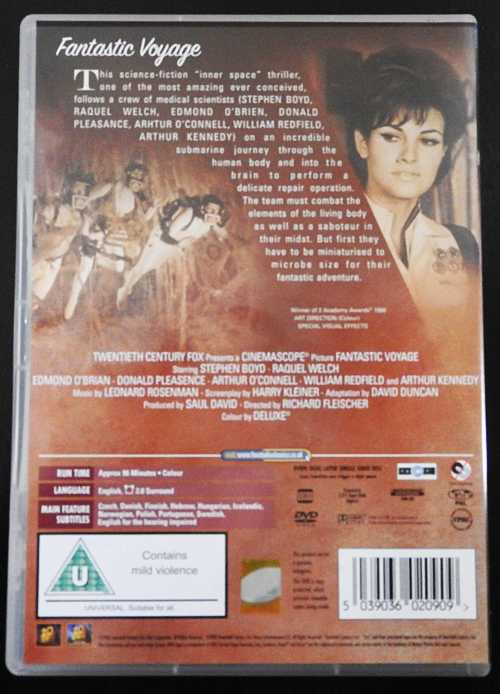 Fantastic Voyage
This science-fiction "inner space" thriller,
one of the most amazing ever conceived,
follows a crew of medical scientists (STEPHEN BOYD,
RAQUEL WELCH, EDMOND O'BRIEN, DONALD
PLEASANCE, ARHTUR O'CONNELL, WILLIAM REDFIELD,
ARTHUR KENNEDY) on an incredible
submarine journey through the
human body and into the
brain to perform a
delicate repair operation.
The team must combat the
elements of the living body
as well as a saboteur in
their midat. But first they
have to be miniaturised to
microbe size for their
fantastic adventure.
Winner of 2 Academy Awards® 1966
ART DIRECTION (Colour)
SPECIAL VISUAL EFFECTS
TWENTIETH CENTURY FOX Presents a CINEMASCOPE® Picture FANTASTIC VOYAGE
Starring STEPHEN BOYD · RAQUEL WELCH
EDMOND O'BRIAN · DONALD PLEASENCE · ARTHUR O'CONNELL · WILLIAM REDFIELD and ARTHUR KENNEDY
Music by LEONARD ROSENMAN · Screenplay by HARRY KLEINER · Adaptation by DAVID DUNCAN
Produced by SAUL DAVID · Directed by RICHARD FLEISCHER
Colour by DELUXE®
RUN TIME Approx 96 Minutes • Colour
LANGUAGE English, 2.0 Surround
MAIN FEATURE SUBTITLES Czech, Danish, Finnish, Hebrew, Hungarian, Icelandic,
Norwegian, Polish, Portuguese, Swedish,
English for the hearing impaired
DVD
U
Contains
mild violence
UNIVERSAL Suitable for all
5 039036 020909 >